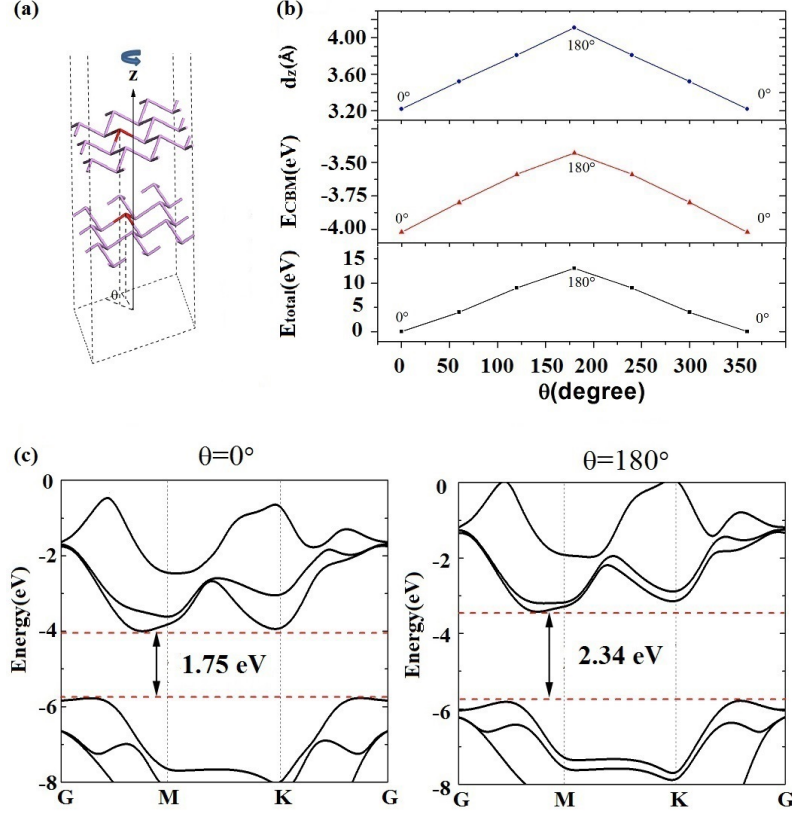 (a)
z
θ
(b)
4.00
3.60
3.20
dz(Å)
0°
180°
0°
-3.50
-3.75
-4.00
ECBM(eV)
0°
180°
0°
15
10
5
0
Etotal(eV)
180°
0°
0 50 100 150 200 250 300 350
θ(degree)
(c)
θ=0°
0
-2
-4
-6
-8
Energy(eV)
1.75 eV
G M K G
θ=180°
0
-2
-4
-6
-8
Energy(eV)
2.34 eV
G M K G